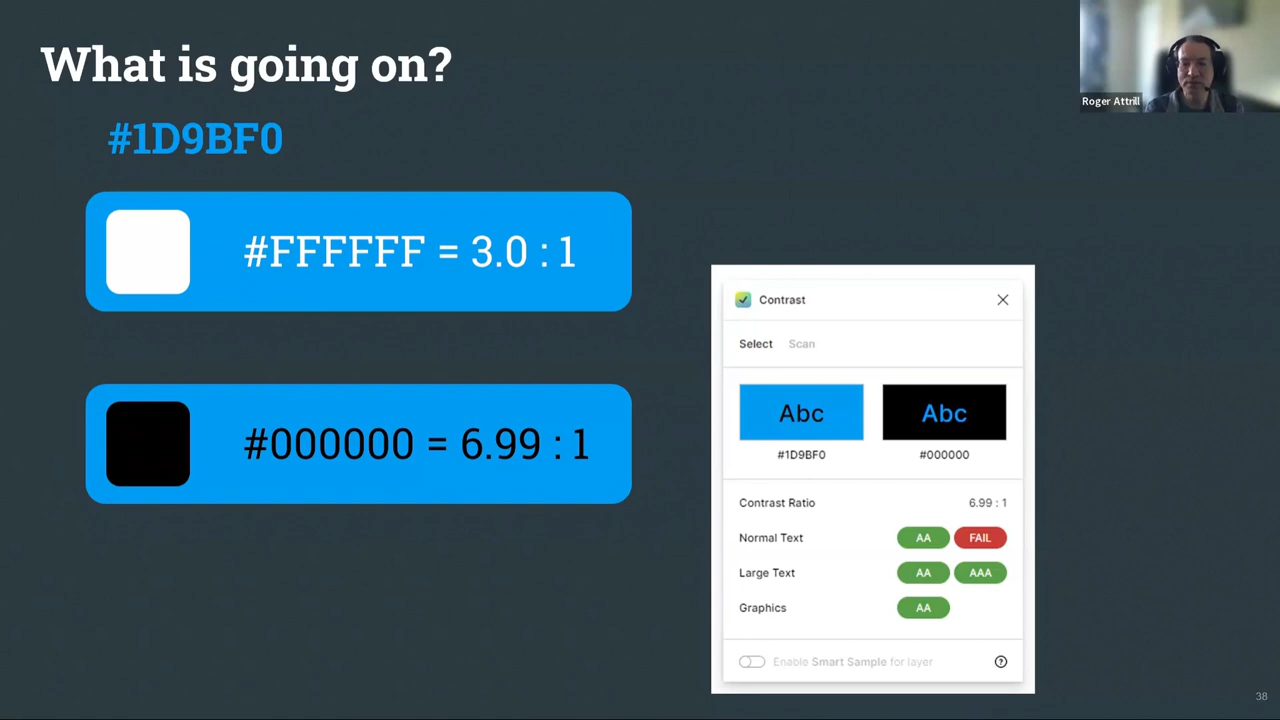 What is going on?
Roger Attrill
#1D9BF0
#FFFFFF = 3.0 : 1
#000000 = 6.99 : 1
Contrast
Select Scan
Abc Abc
#1D9BF0 #000000
Contrast Ratio 6.99 : 1
Normal Text AA FAIL
Large Text AA AAA
Graphics AA
Enable Smart Sample for layer ?
38